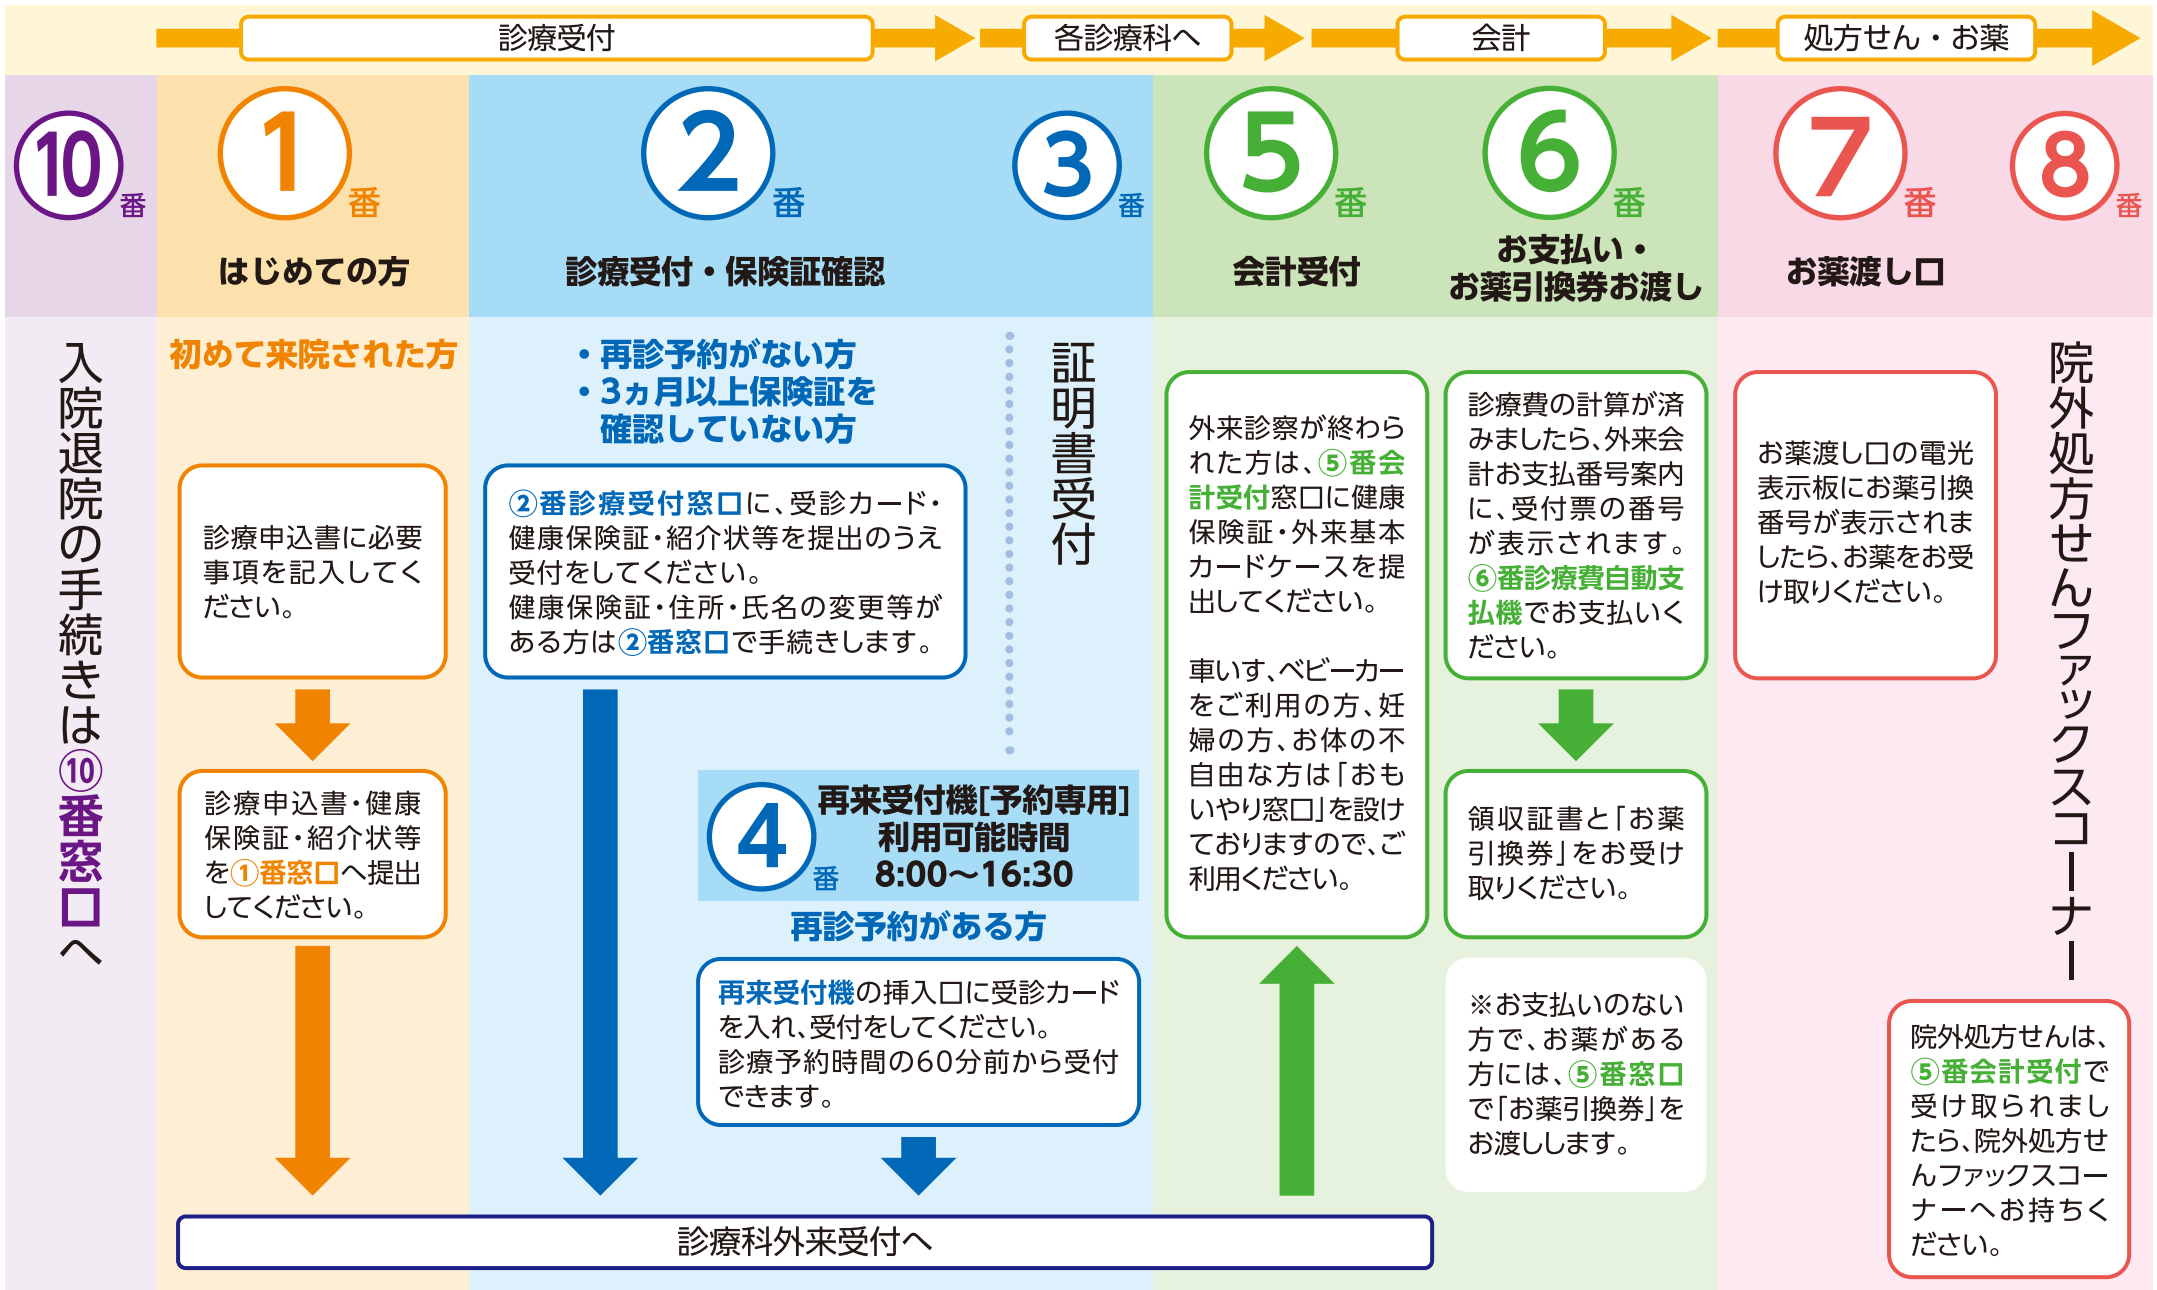 診療受付
各診療科へ
会計
処方せん・お薬
10番
入院退院の手続きは⑩番窓口へ
1番
はじめての方
初めて来院された方
診療申込書に必要
事項を記入してく
ださい。
診療申込書・健康
保険証・紹介状等
を①番窓口へ提出
してください。
2番
診療受付・保険証確認
・再診予約がない方
・3ヵ月以上保険証を
確認していない方
②番診療受付窓口に、受診カード・
健康保険証・紹介状等を提出のうえ
受付をしてください。
健康保険証・住所・氏名の変更等が
ある方は②番窓口で手続きします。
3番
証明書受付
4番
再来受付機[予約専用]
利用可能時間
8:00〜16:30
再診予約がある方
再来受付機の挿入口に受診カード
を入れ、受付をしてください。
診療予約時間の60分前から受付
できます。
診療科外来受付へ
5番
会計受付
外来診察が終わら
れた方は、⑤番会
計受付窓口に健康
保険証・外来基本
カードケースを提
出してください。
車いす、ベビーカー
をご利用の方、妊
婦の方、お体の不
自由な方は「おも
いやり窓口」を設け
ておりますので、ご
利用ください。
6番
お支払い・
お薬引換券お渡し
診療費の計算が済
みましたら、外来会
計お支払番号案内
に、受付票の番号
が表示されます。
⑥番診療費自動支
払機でお支払いく
ださい。
領収証書と「お薬
引換券」をお受け
取りください。
※お支払いのない
方で、お薬がある
方には、⑤番窓口
で「お薬引換券」を
お渡しします。
7番
お薬渡し口
お薬渡し口の電光
表示板にお薬引換
番号が表示されま
したら、お薬をお受
け取りください。
8番
院外処方せんファックスコーナー
院外処方せんは、
⑤番会計受付で
受け取られまし
たら、院外処方せ
んファックスコー
ナーへお持ちく
ださい。